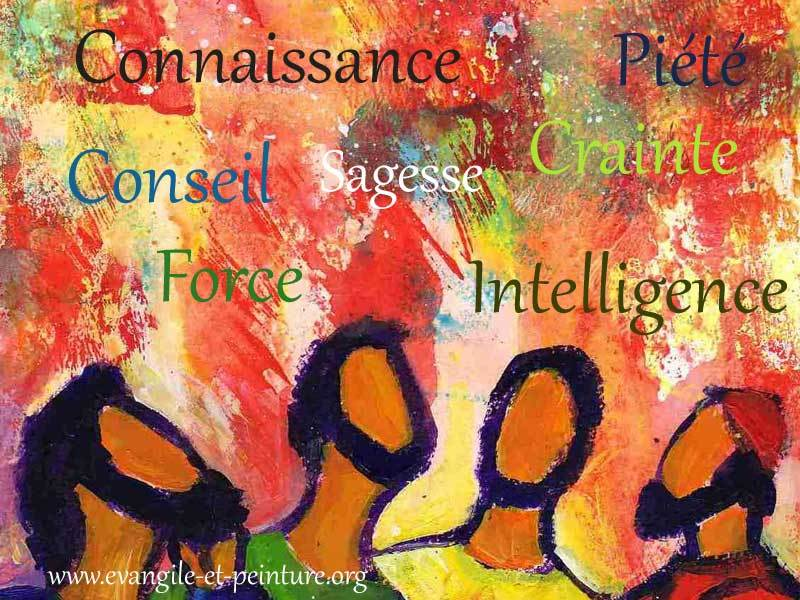 Connaissance Piété
Conseil Sagesse Crainte
Force Intelligence
www.evangile-et-peinture.org